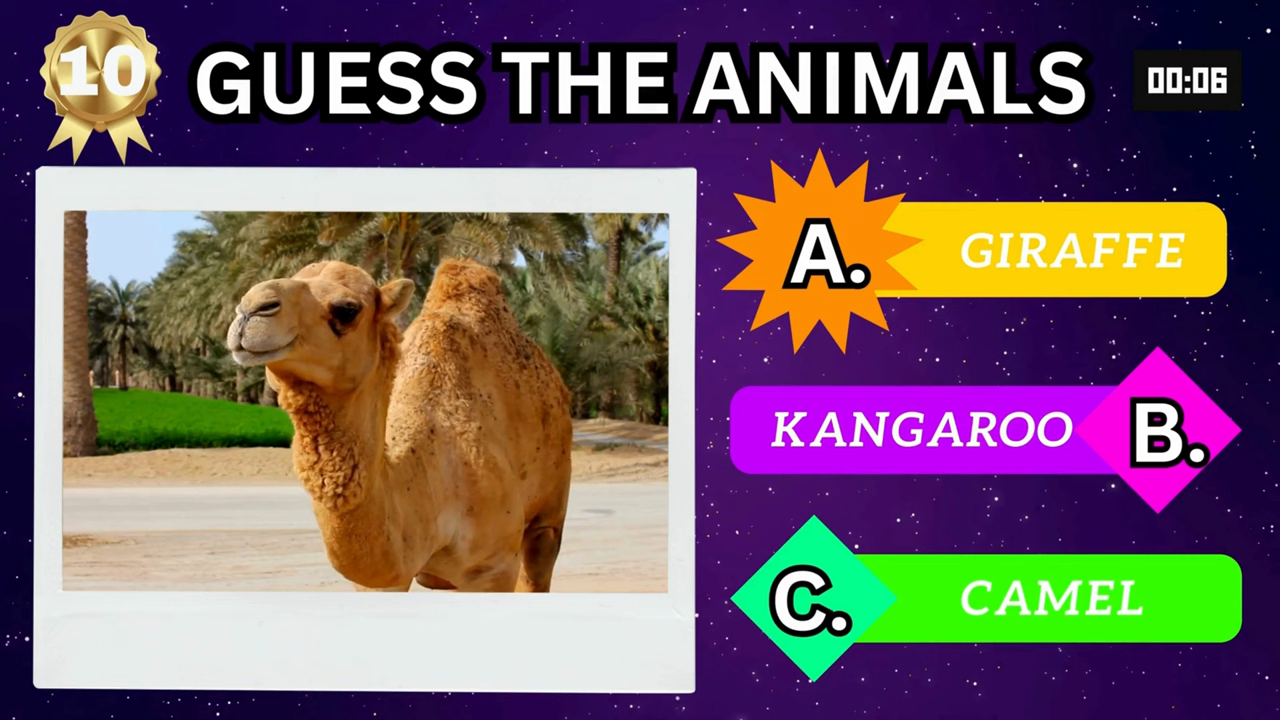 10
GUESS THE ANIMALS
00:06
A.
GIRAFFE
KANGAROO
B.
C.
CAMEL